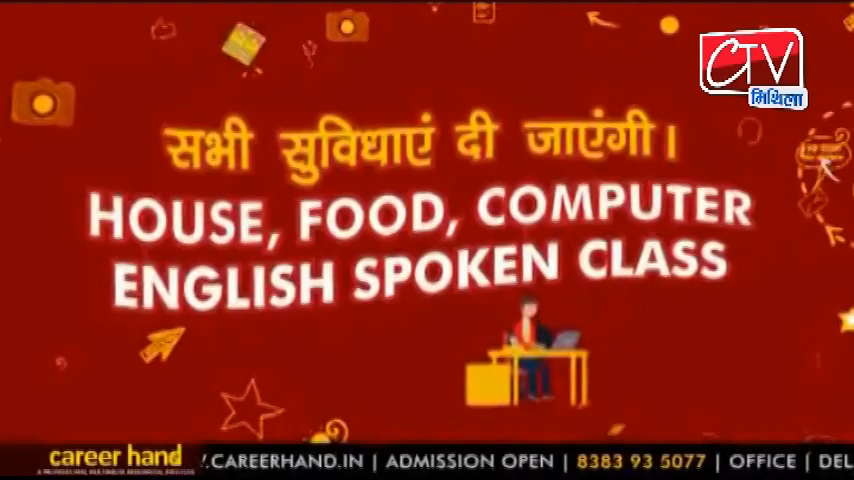 CTV
मिथिला
सभी सुविधाएं दी जाएंगी।
HOUSE, FOOD, COMPUTER
ENGLISH SPOKEN CLASS
career hand
.CAREERHAND.IN | ADMISSION OPEN | 8383 93 5077 | OFFICE | DEL